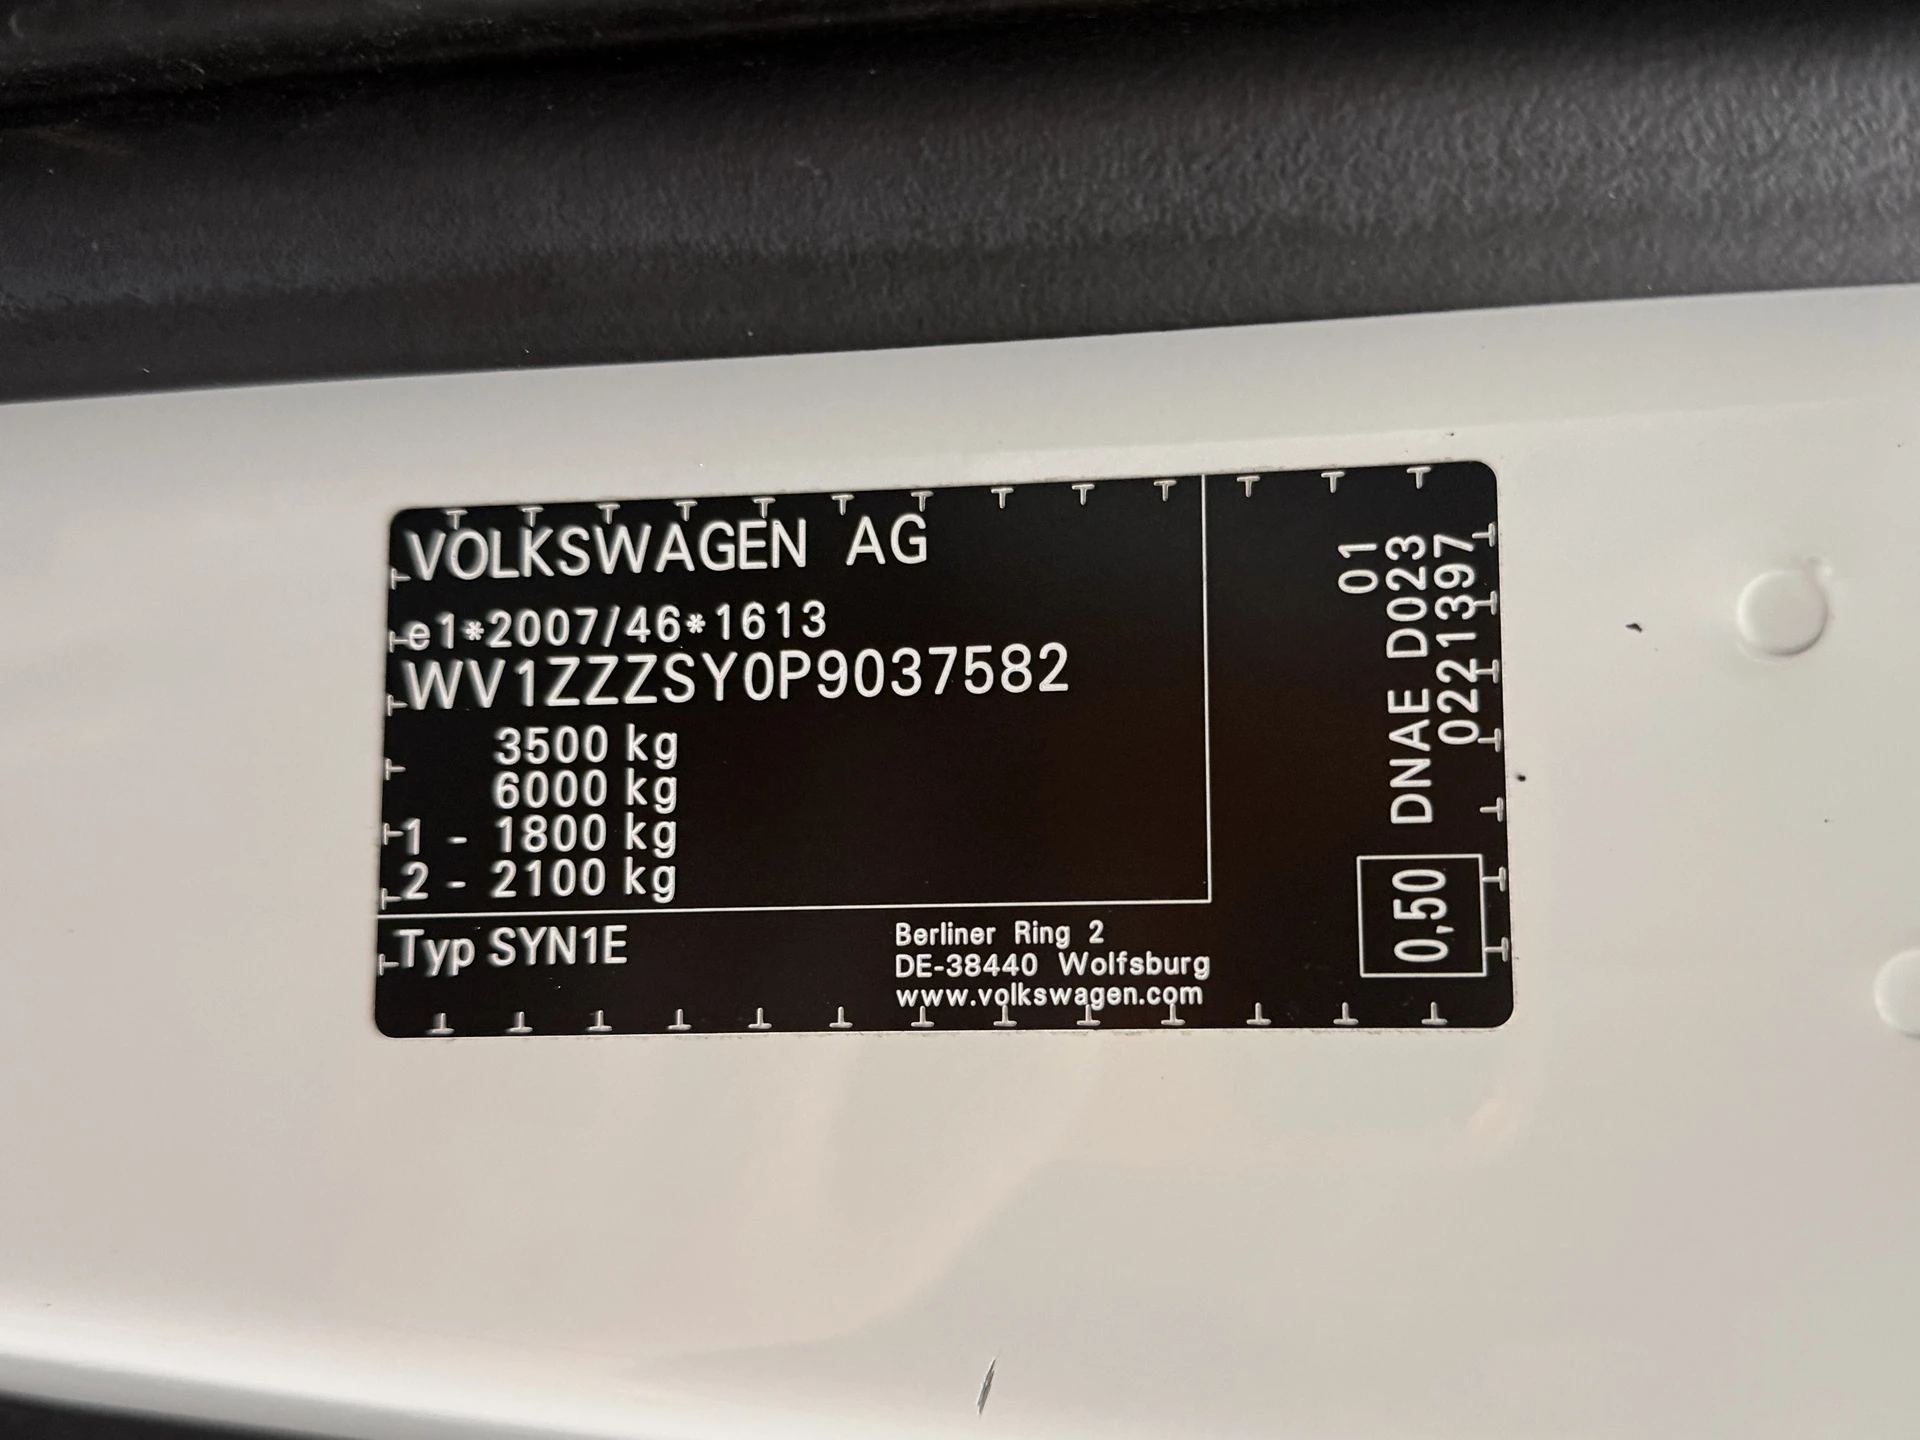 VOLKSWAGEN AG
e1*2007/46*1613
WV1ZZZSY0P9037582
3500 kg
6000 kg
1 - 1800 kg
2 - 2100 kg
Typ SYN1E
Berliner Ring 2
DE-38440 Wolfsburg
www.volkswagen.com
01
DNAE D023
0221397
0,50